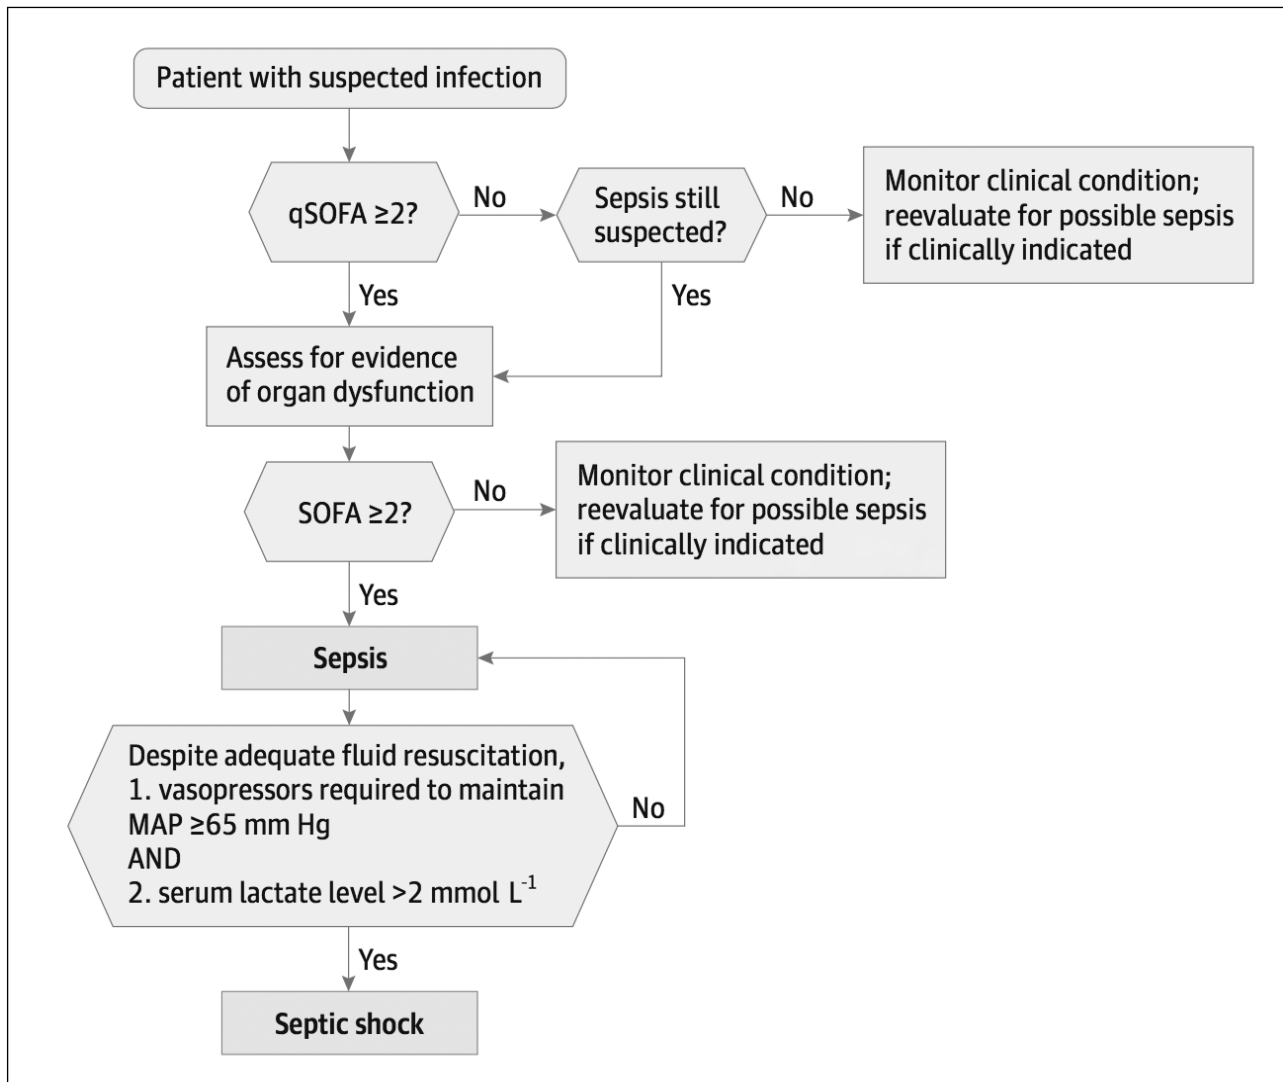 Patient with suspected infection
qSOFA ≥2?
No
Sepsis still
suspected?
No
Monitor clinical condition;
reevaluate for possible sepsis
if clinically indicated
Yes
Yes
Assess for evidence
of organ dysfunction
SOFA ≥2?
No
Monitor clinical condition;
reevaluate for possible sepsis
if clinically indicated
Yes
Sepsis
Despite adequate fluid resuscitation,
1. vasopressors required to maintain
MAP ≥65 mm Hg
AND
2. serum lactate level >2 mmol L⁻¹
No
Yes
Septic shock